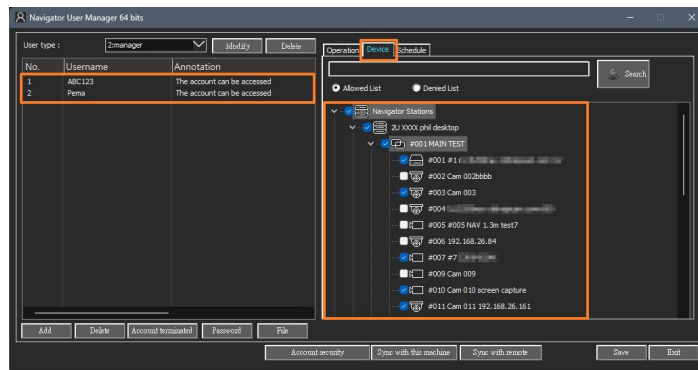 Navigator User Manager 64 bits
User type : 2:manager Modify Delete
No. Username Annotation
1 ABC123 The account can be accessed
2 Pema The account can be accessed
Add Delete Account terminated Password File
Operation Device Schedule
Search
Allowed List Denied List
Navigator Stations
2U XXXX phil desktop
#001 MAIN TEST
#001 #1
#002 Cam 002bbbb
#003 Cam 003
#004
#005 #005 NAV 1.3m test7
#006 192.168.26.84
#007 #7
#009 Cam 009
#010 Cam 010 screen capture
#011 Cam 011 192.168.26.161
Account security Sync with this machine Sync with remote Save Exit